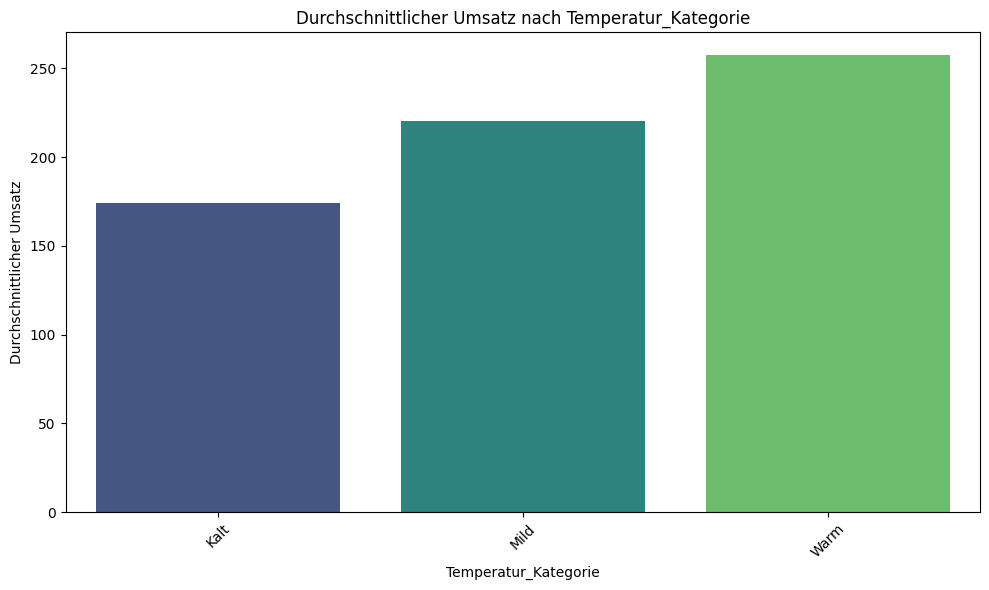 Durchschnittlicher Umsatz nach Temperatur_Kategorie
Durchschnittlicher Umsatz
250
200
150
100
50
0
Kalt
Mild
Warm
Temperatur_Kategorie